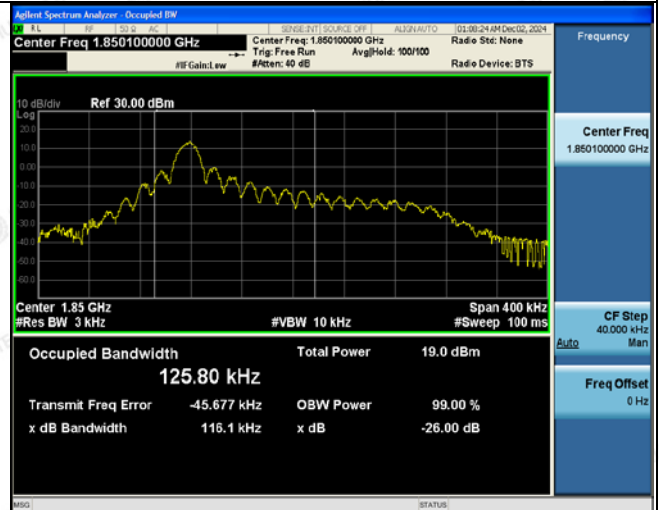 Agilent Spectrum Analyzer - Occupied BW
RL RF 50 Ω AC SENSE:INT SOURCE OFF ALIGN AUTO 01:08:24 AM Dec 02, 2024
Center Freq 1.850100000 GHz Center Freq: 1.850100000 GHz Radio Std: None
Trig: Free Run Avg|Hold: 100/100
#IFGain:Low #Atten: 40 dB Radio Device: BTS
Frequency
10 dB/div Ref 30.00 dBm
Log
20.0
10.0
0.00
-10.0
-20.0
-30.0
-40.0
-50.0
-60.0
Center 1.85 GHz Span 400 kHz
#Res BW 3 kHz #VBW 10 kHz #Sweep 100 ms
Occupied Bandwidth Total Power 19.0 dBm
125.80 kHz
Transmit Freq Error -45.677 kHz OBW Power 99.00 %
x dB Bandwidth 116.1 kHz x dB -26.00 dB
Center Freq
1.850100000 GHz
CF Step
40.000 kHz
Auto Man
Freq Offset
0 Hz
MSG STATUS